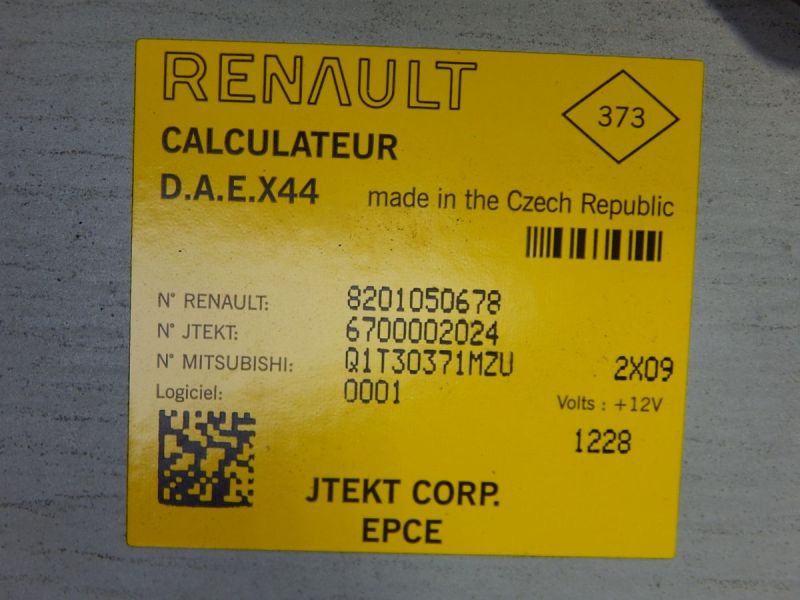 RENAULT
373
CALCULATEUR
D.A.E.X44
made in the Czech Republic
N° RENAULT: 8201050678
N° JTEKT: 6700002024
N° MITSUBISHI: Q1T30371MZU 2X09
Logiciel: 0001
Volts : +12V
1228
JTEKT CORP.
EPCE